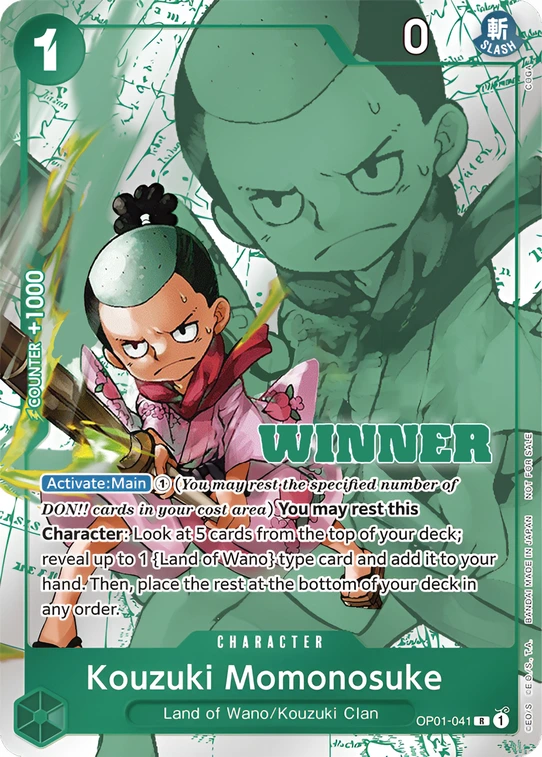 1
0
斬
SLASH
CDGA
COUNTER +1000
WINNER
Activate:Main ① (You may rest the specified number of
DON!! cards in your cost area) You may rest this
Character: Look at 5 cards from the top of your deck;
reveal up to 1 {Land of Wano} type card and add it to your
hand. Then, place the rest at the bottom of your deck in
any order.
CHARACTER
Kouzuki Momonosuke
Land of Wano/Kouzuki Clan
OP01-041 R 1
©E.O/S ©E.O./S., T.A. BANDAI MADE IN JAPAN NOT FOR SALE